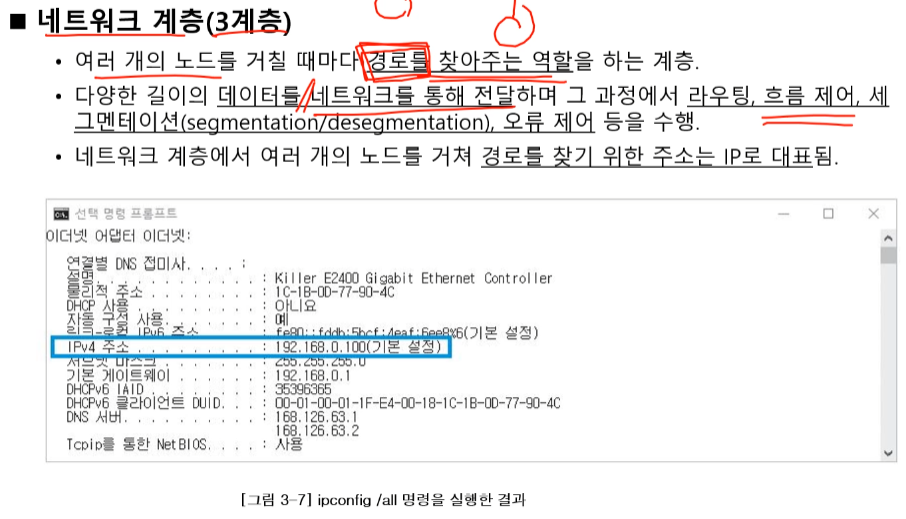 ■ 네트워크 계층(3계층)
• 여러 개의 노드를 거칠 때마다 경로를 찾아주는 역할을 하는 계층.
• 다양한 길이의 데이터를 네트워크를 통해 전달하며 그 과정에서 라우팅, 흐름 제어, 세
그멘테이션(segmentation/desegmentation), 오류 제어 등을 수행.
• 네트워크 계층에서 여러 개의 노드를 거쳐 경로를 찾기 위한 주소는 IP로 대표됨.
선택 명령 프롬프트
이더넷 어댑터 이더넷:
연결별 DNS 접미사. . . . :
설명. . . . . . . . . . . . : Killer E2400 Gigabit Ethernet Controller
물리적 주소 . . . . . . . . : 1C-1B-0D-77-90-4C
DHCP 사용 . . . . . . . . . : 아니요
자동 구성 사용. . . . . . . : 예
링크-로컬 IPv6 주소 . . . . : fe80::fddb:5bcf:4eaf:6ee8%6(기본 설정)
IPv4 주소 . . . . . . . . . : 192.168.0.100(기본 설정)
서브넷 마스크 . . . . . . . : 255.255.255.0
기본 게이트웨이 . . . . . . : 192.168.0.1
DHCPv6 IAID . . . . . . . . : 35396365
DHCPv6 클라이언트 DUID. . . : 00-01-00-01-1F-E4-00-18-1C-1B-0D-77-90-4C
DNS 서버. . . . . . . . . . : 168.126.63.1
168.126.63.2
Tcpip를 통한 NetBIOS. . . . : 사용
[그림 3-7] ipconfig /all 명령을 실행한 결과